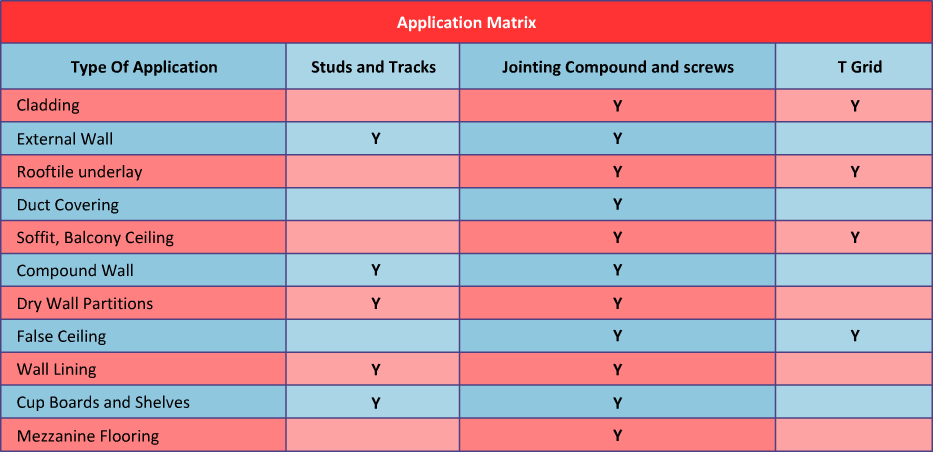 Application Matrix
Type Of Application Studs and Tracks Jointing Compound and screws T Grid
Cladding Y Y
External Wall Y Y
Rooftile underlay Y Y
Duct Covering Y
Soffit, Balcony Ceiling Y Y
Compound Wall Y Y
Dry Wall Partitions Y Y
False Ceiling Y Y
Wall Lining Y Y
Cup Boards and Shelves Y Y
Mezzanine Flooring Y